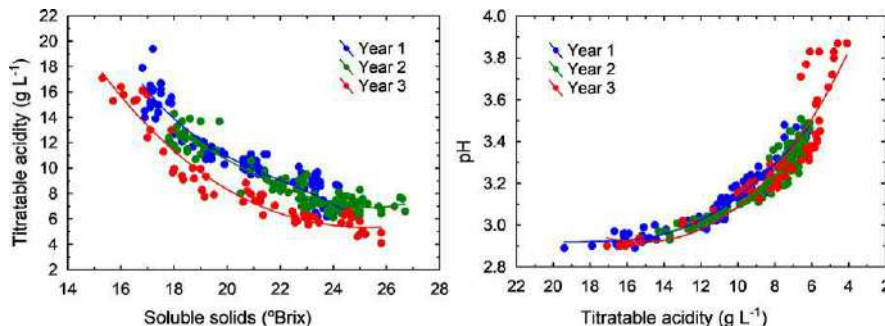 22
20
18
16
14
12
10
8
6
4
2
Titratable acidity (g L⁻¹)
Year 1
Year 2
Year 3
14 16 18 20 22 24 26 28
Soluble solids (ºBrix)
4.0
3.8
3.6
3.4
3.2
3.0
2.8
pH
Year 1
Year 2
Year 3
22 20 18 16 14 12 10 8 6 4 2
Titratable acidity (g L⁻¹)